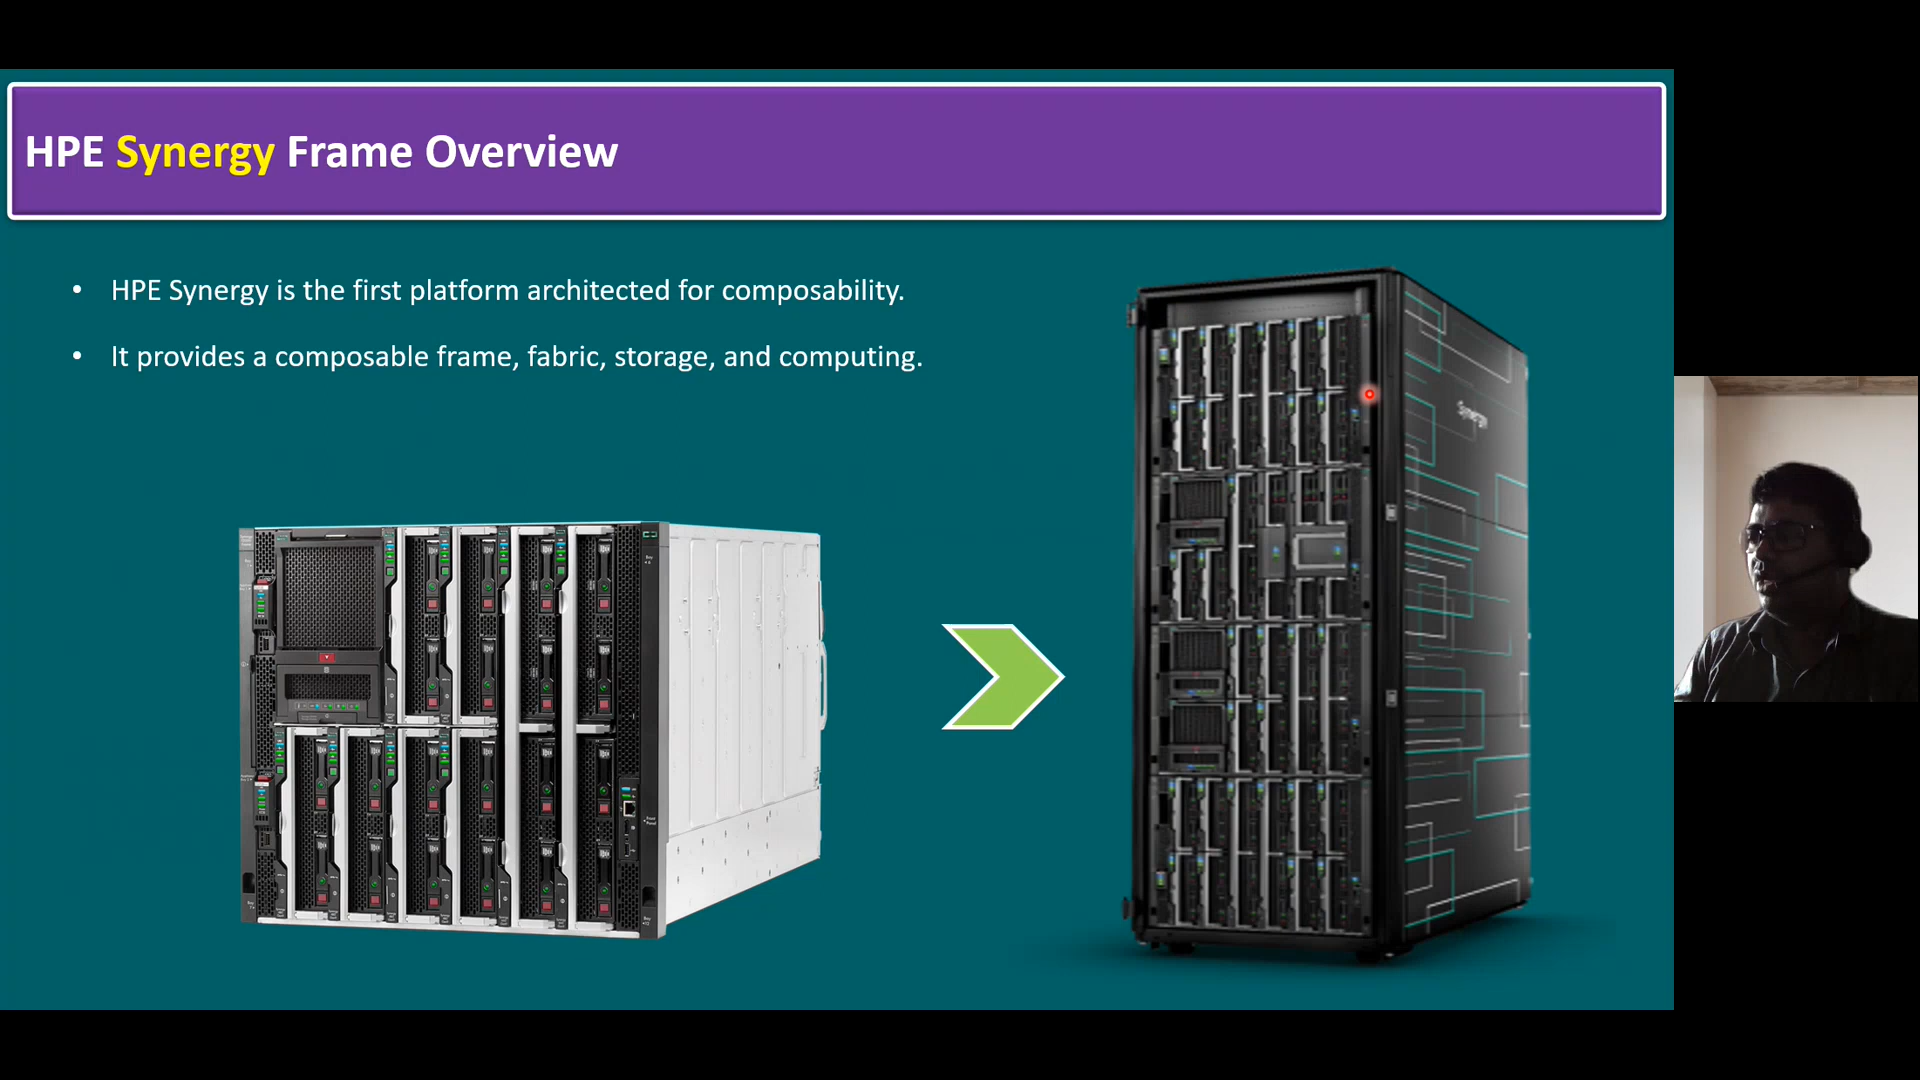 HPE Synergy Frame Overview
• HPE Synergy is the first platform architected for composability.
• It provides a composable frame, fabric, storage, and computing.
Synergy